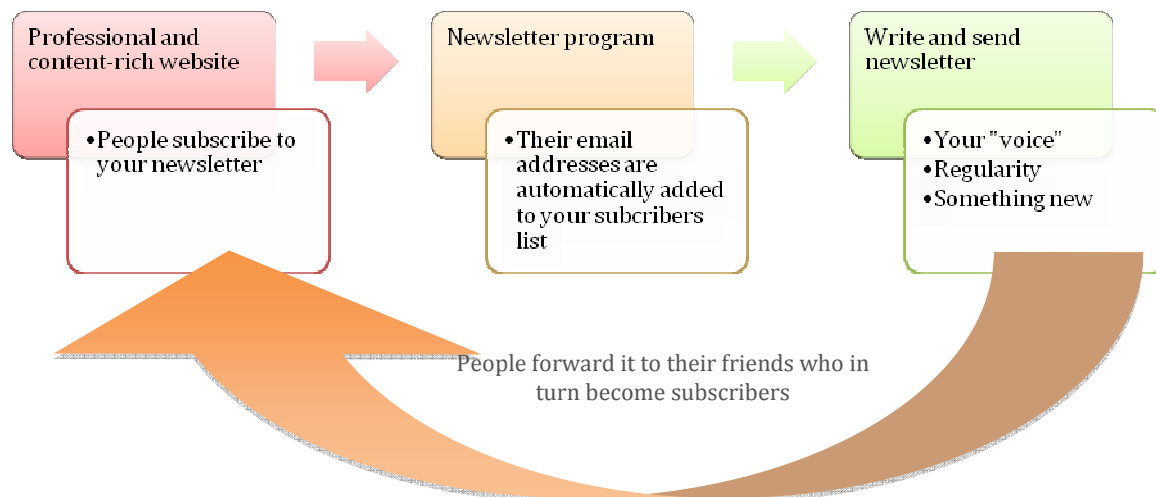 Professional and
content-rich website
•People subscribe to
your newsletter
Newsletter program
•Their email
addresses are
automatically added
to your subcribers
list
Write and send
newsletter
•Your "voice"
•Regularity
•Something new
People forward it to their friends who in
turn become subscribers